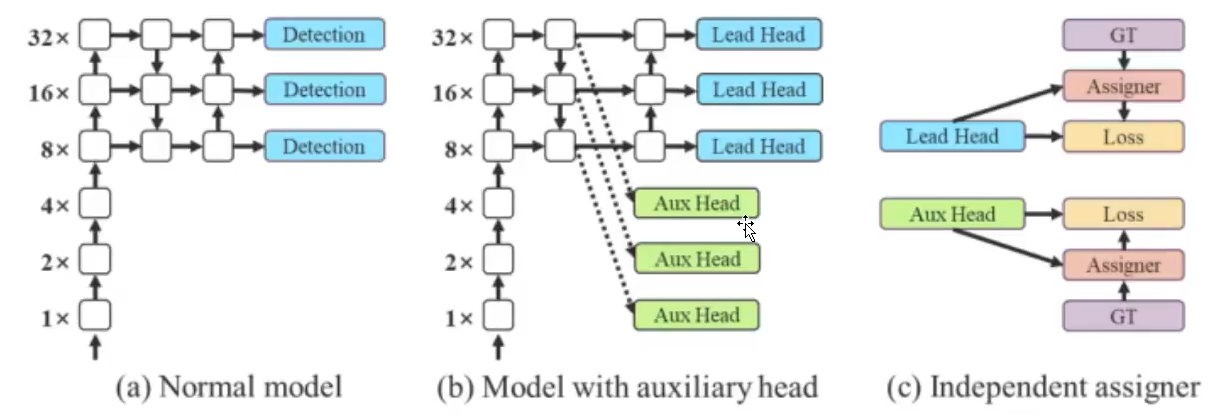 32×
Detection
16×
Detection
8×
Detection
4×
2×
1×
(a) Normal model
32×
Lead Head
16×
Lead Head
8×
Lead Head
4×
Aux Head
2×
Aux Head
1×
Aux Head
(b) Model with auxiliary head
GT
Assigner
Lead Head
Loss
Aux Head
Loss
Assigner
GT
(c) Independent assigner